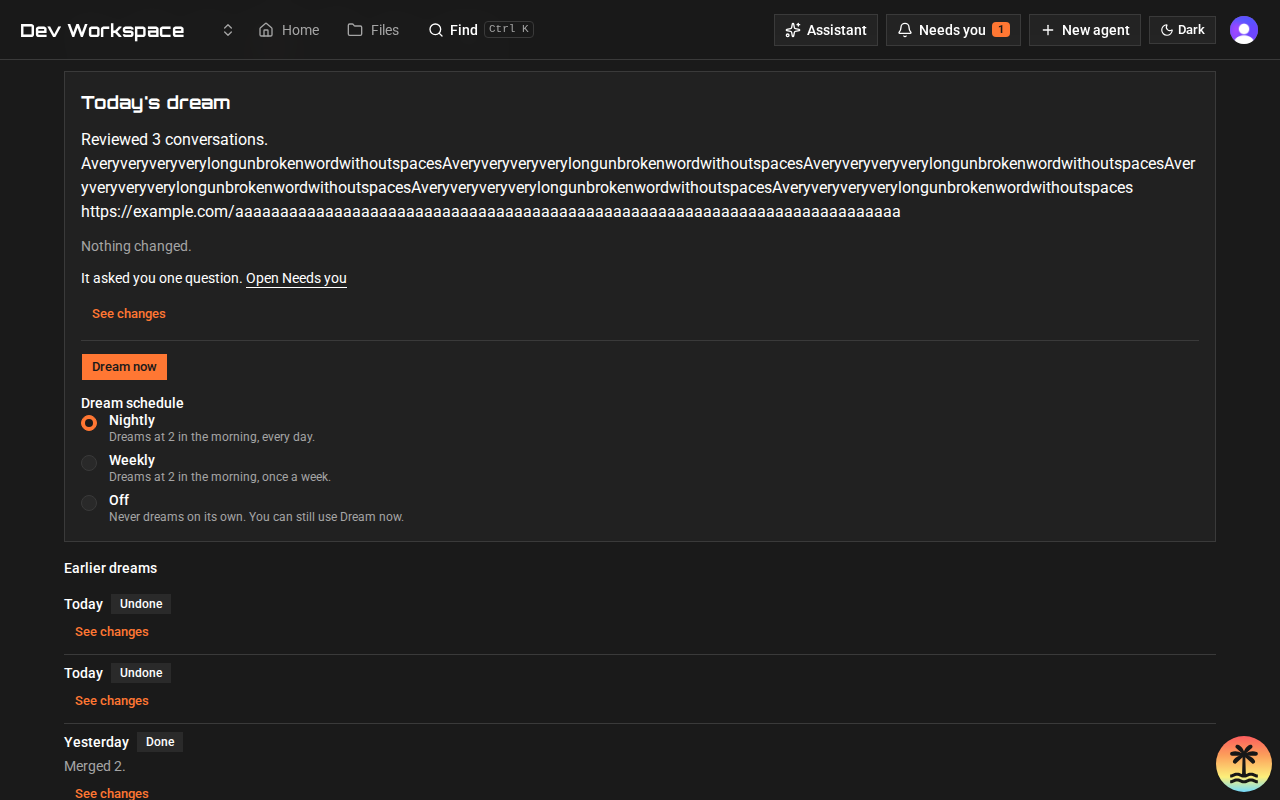 Dev Workspace
Home
Files
Find
Ctrl K
Assistant
Needs you 1
New agent
Dark
Today's dream
Reviewed 3 conversations.
AveryveryveryverylongunbrokenwordwithoutspacesAveryveryveryverylongunbrokenwordwithoutspacesAveryveryveryverylongunbrokenwordwithoutspacesAver
yveryveryverylongunbrokenwordwithoutspacesAveryveryveryverylongunbrokenwordwithoutspacesAveryveryveryverylongunbrokenwordwithoutspaces
https://example.com/aaaaaaaaaaaaaaaaaaaaaaaaaaaaaaaaaaaaaaaaaaaaaaaaaaaaaaaaaaaaaaaaaaaaaaaaaa
Nothing changed.
It asked you one question. Open Needs you
See changes
Dream now
Dream schedule
Nightly
Dreams at 2 in the morning, every day.
Weekly
Dreams at 2 in the morning, once a week.
Off
Never dreams on its own. You can still use Dream now.
Earlier dreams
Today Undone
See changes
Today Undone
See changes
Yesterday Done
Merged 2.
See changes